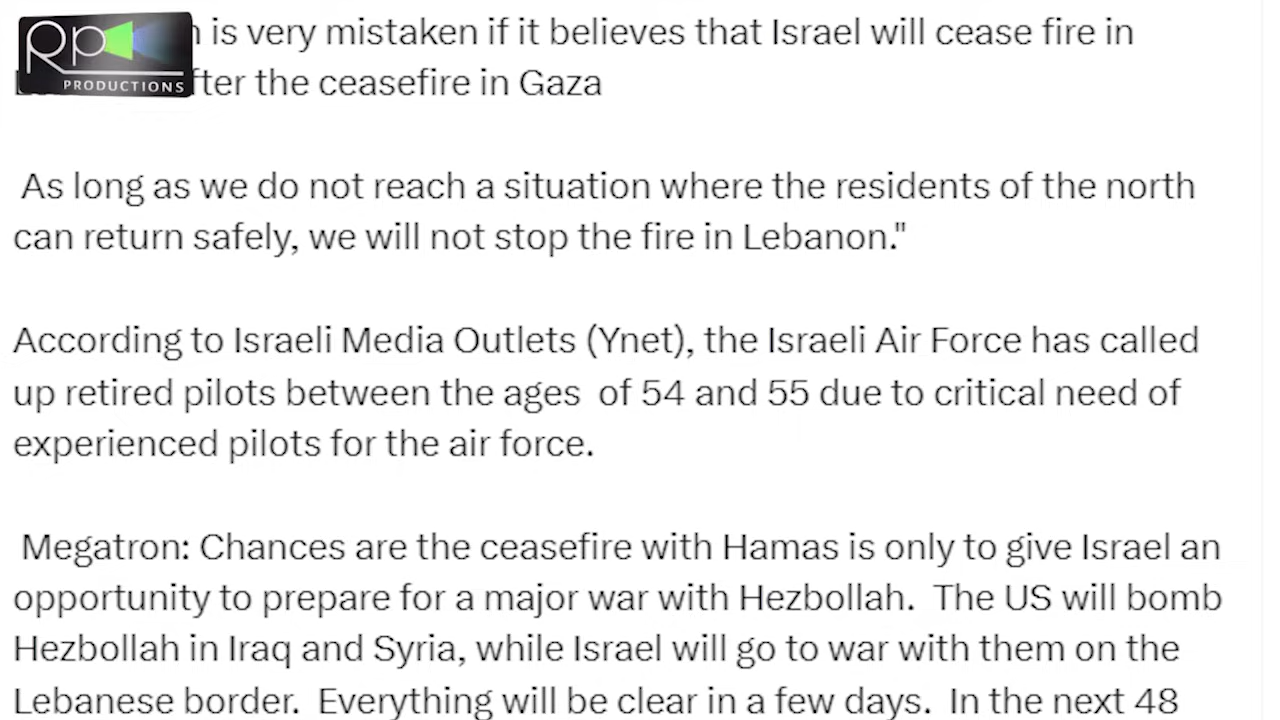 Rp
PRODUCTIONS
is very mistaken if it believes that Israel will cease fire in
fter the ceasefire in Gaza
As long as we do not reach a situation where the residents of the north
can return safely, we will not stop the fire in Lebanon."
According to Israeli Media Outlets (Ynet), the Israeli Air Force has called
up retired pilots between the ages of 54 and 55 due to critical need of
experienced pilots for the air force.
Megatron: Chances are the ceasefire with Hamas is only to give Israel an
opportunity to prepare for a major war with Hezbollah. The US will bomb
Hezbollah in Iraq and Syria, while Israel will go to war with them on the
Lebanese border. Everything will be clear in a few days. In the next 48